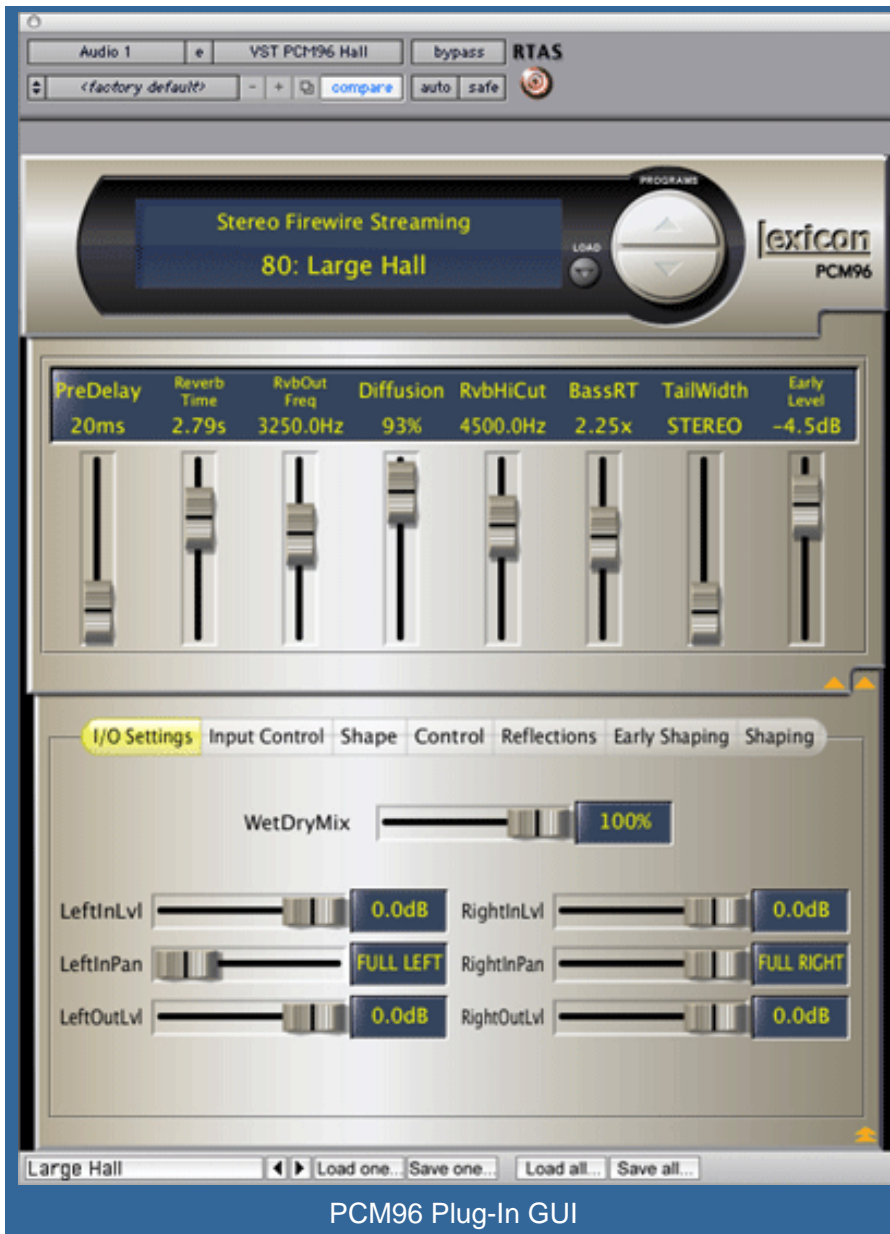 Audio 1 e VST PCM96 Hall bypass RTAS
<factory default> - + compare auto safe
PROGRAMS
Stereo Firewire Streaming
80: Large Hall
LOAD
lexicon
PCM96
PreDelay Reverb Time RvbOut Freq Diffusion RvbHiCut BassRT TailWidth Early Level
20ms 2.79s 3250.0Hz 93% 4500.0Hz 2.25x STEREO -4.5dB
I/O Settings Input Control Shape Control Reflections Early Shaping Shaping
WetDryMix 100%
LeftInLvl 0.0dB RightInLvl 0.0dB
LeftInPan FULL LEFT RightInPan FULL RIGHT
LeftOutLvl 0.0dB RightOutLvl 0.0dB
Large Hall Load one... Save one... Load all... Save all...
PCM96 Plug-In GUI